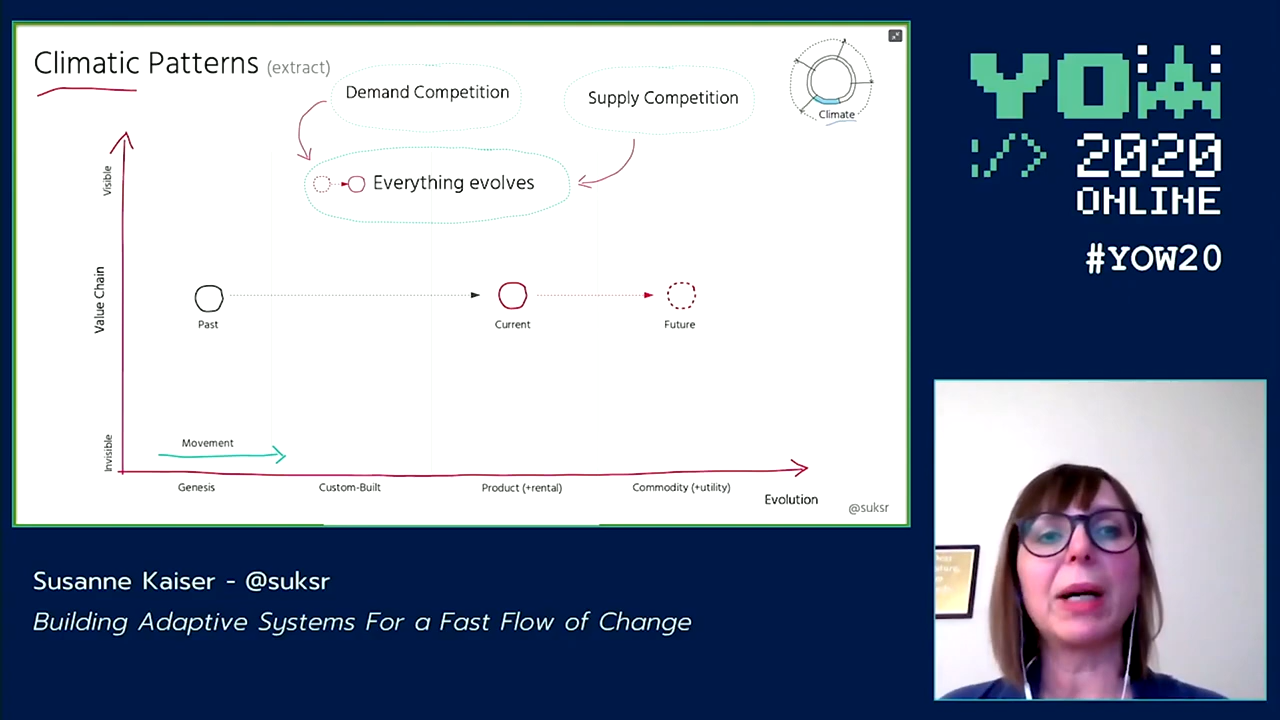 Climatic Patterns (extract)
Demand Competition
Supply Competition
Climate
Everything evolves
Visible
Value Chain
Invisible
Past
Current
Future
Movement
Genesis
Custom-Built
Product (+rental)
Commodity (+utility)
Evolution
@suksr
YOW
:/> 2020
ONLINE
#YOW20
Susanne Kaiser - @suksr
Building Adaptive Systems For a Fast Flow of Change